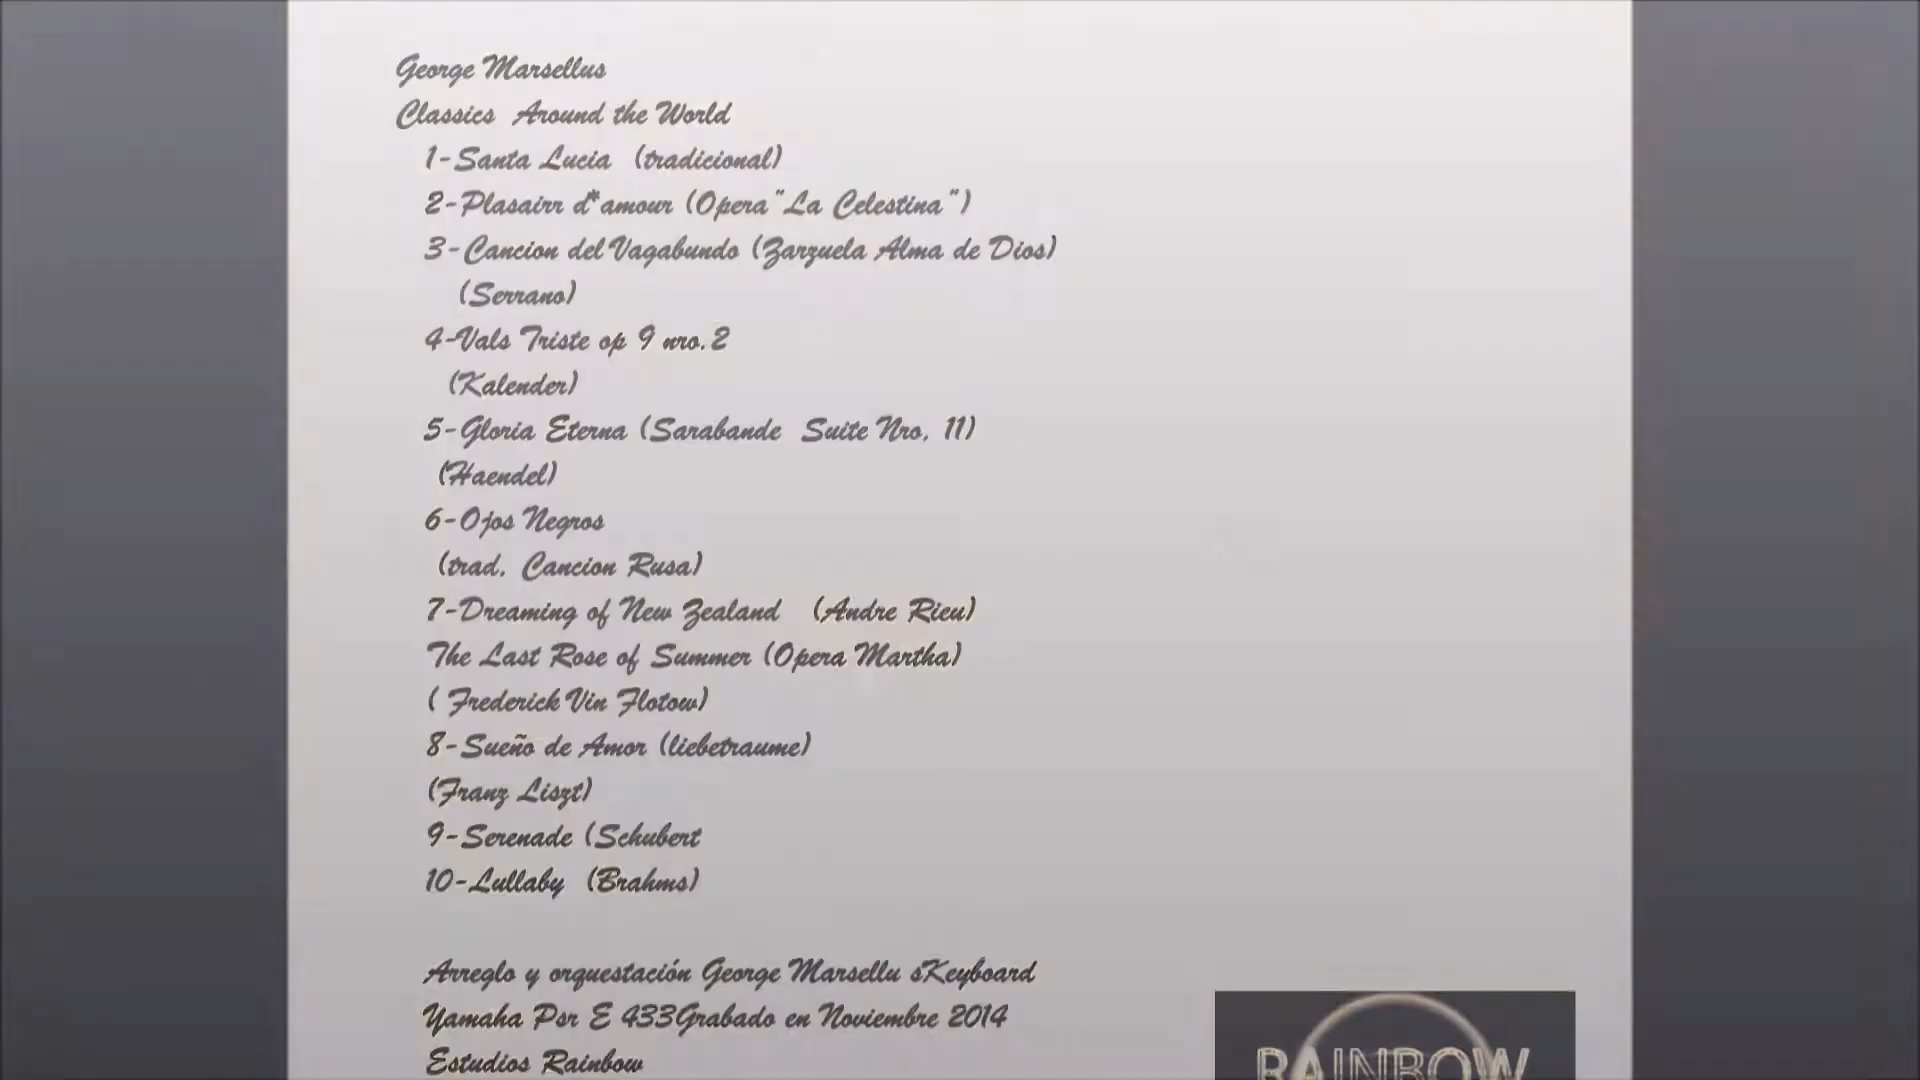 George Marsellus
Classics Around the World
1-Santa Lucia (tradicional)
2-Plasairr d*amour (Opera"La Celestina")
3-Cancion del Vagabundo (Zarzuela Alma de Dios)
(Serrano)
4-Vals Triste op 9 nro.2
(Kalender)
5-Gloria Eterna (Sarabande Suite Nro. 11)
(Haendel)
6-Ojos Negros
(trad. Cancion Rusa)
7-Dreaming of New Zealand (Andre Rieu)
The Last Rose of Summer (Opera Martha)
( Frederick Vin Flotow)
8-Sueño de Amor (liebetraume)
(Franz Liszt)
9-Serenade (Schubert
10-Lullaby (Brahms)
Arreglo y orquestación George Marsellu sKeyboard
Yamaha Psr E 433Grabado en Noviembre 2014
Estudios Rainbow
RAINBOW